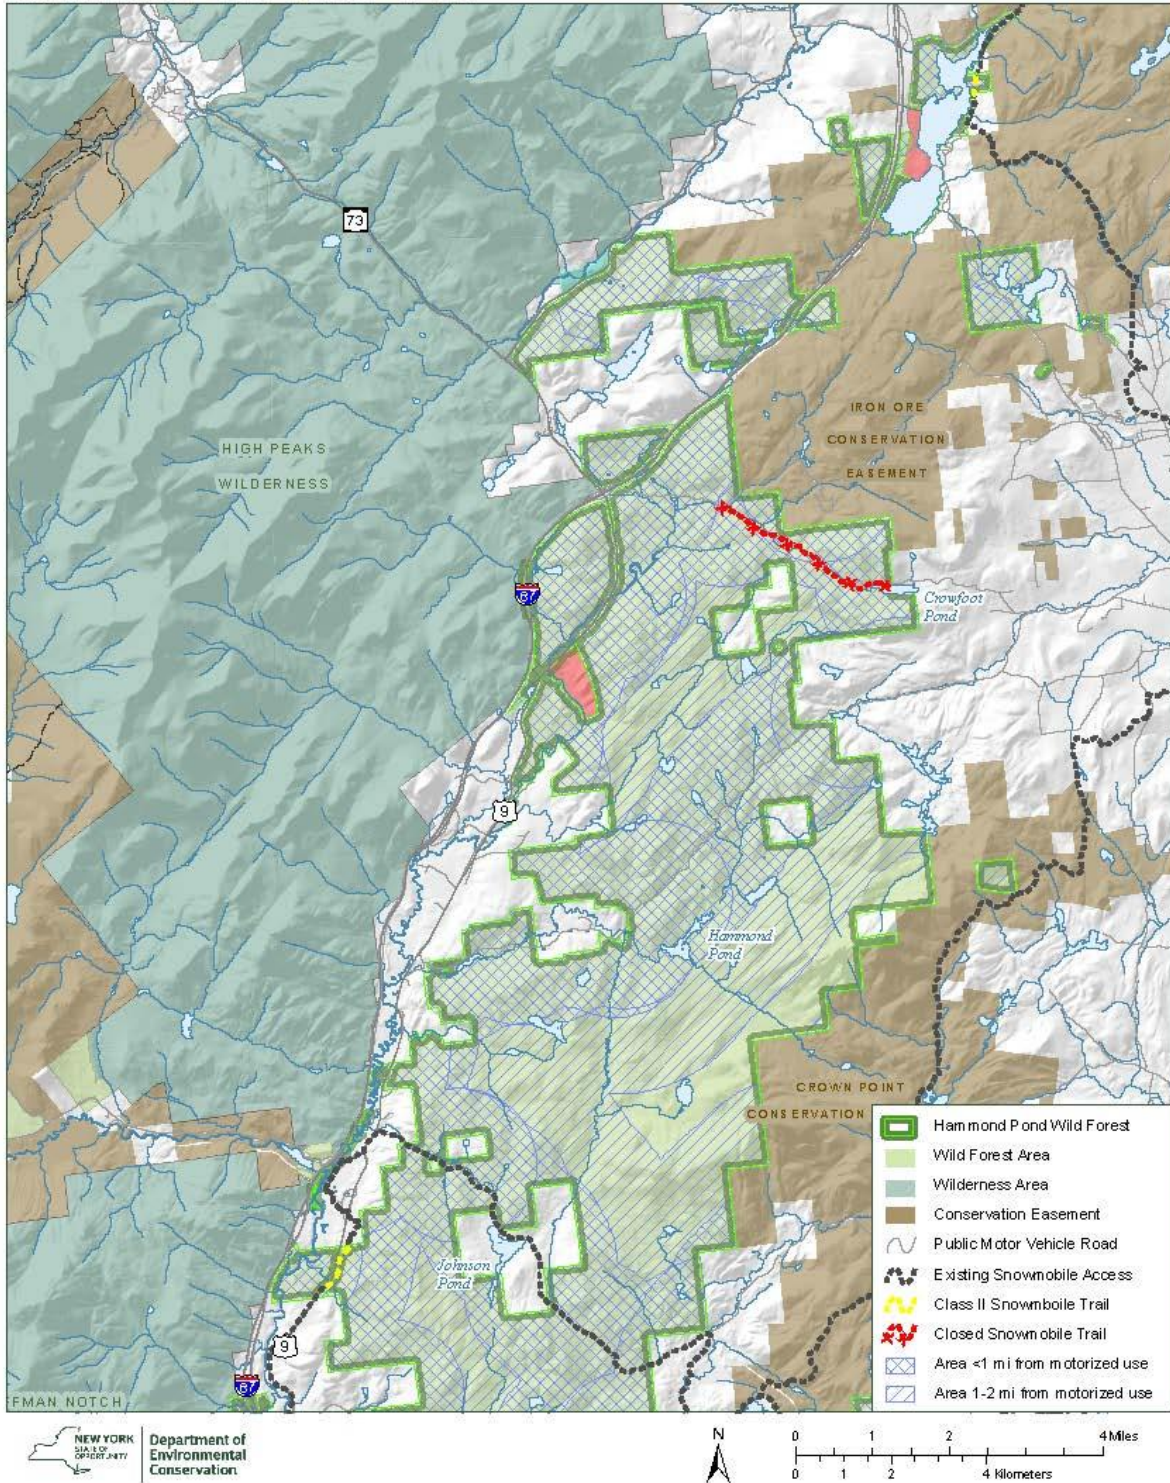 73
HIGH PEAKS
WILDERNESS
IRON ORE
CONSERVATION
EASEMENT
87
Crowfoot
Pond
9
Hammond
Pond
CROWN POINT
CONSERVATION
Johnson
Pond
9
87
FMAN NOTCH
Hammond Pond Wild Forest
Wild Forest Area
Wilderness Area
Conservation Easement
Public Motor Vehicle Road
Existing Snowmobile Access
Class II Snowmboile Trail
Closed Snowmobile Trail
Area <1 mi from motorized use
Area 1-2 mi from motorized use
NEW YORK
STATE OF
OPPORTUNITY
Department of
Environmental
Conservation
N
0 1 2 4 Miles
0 1 2 4 Kilometers